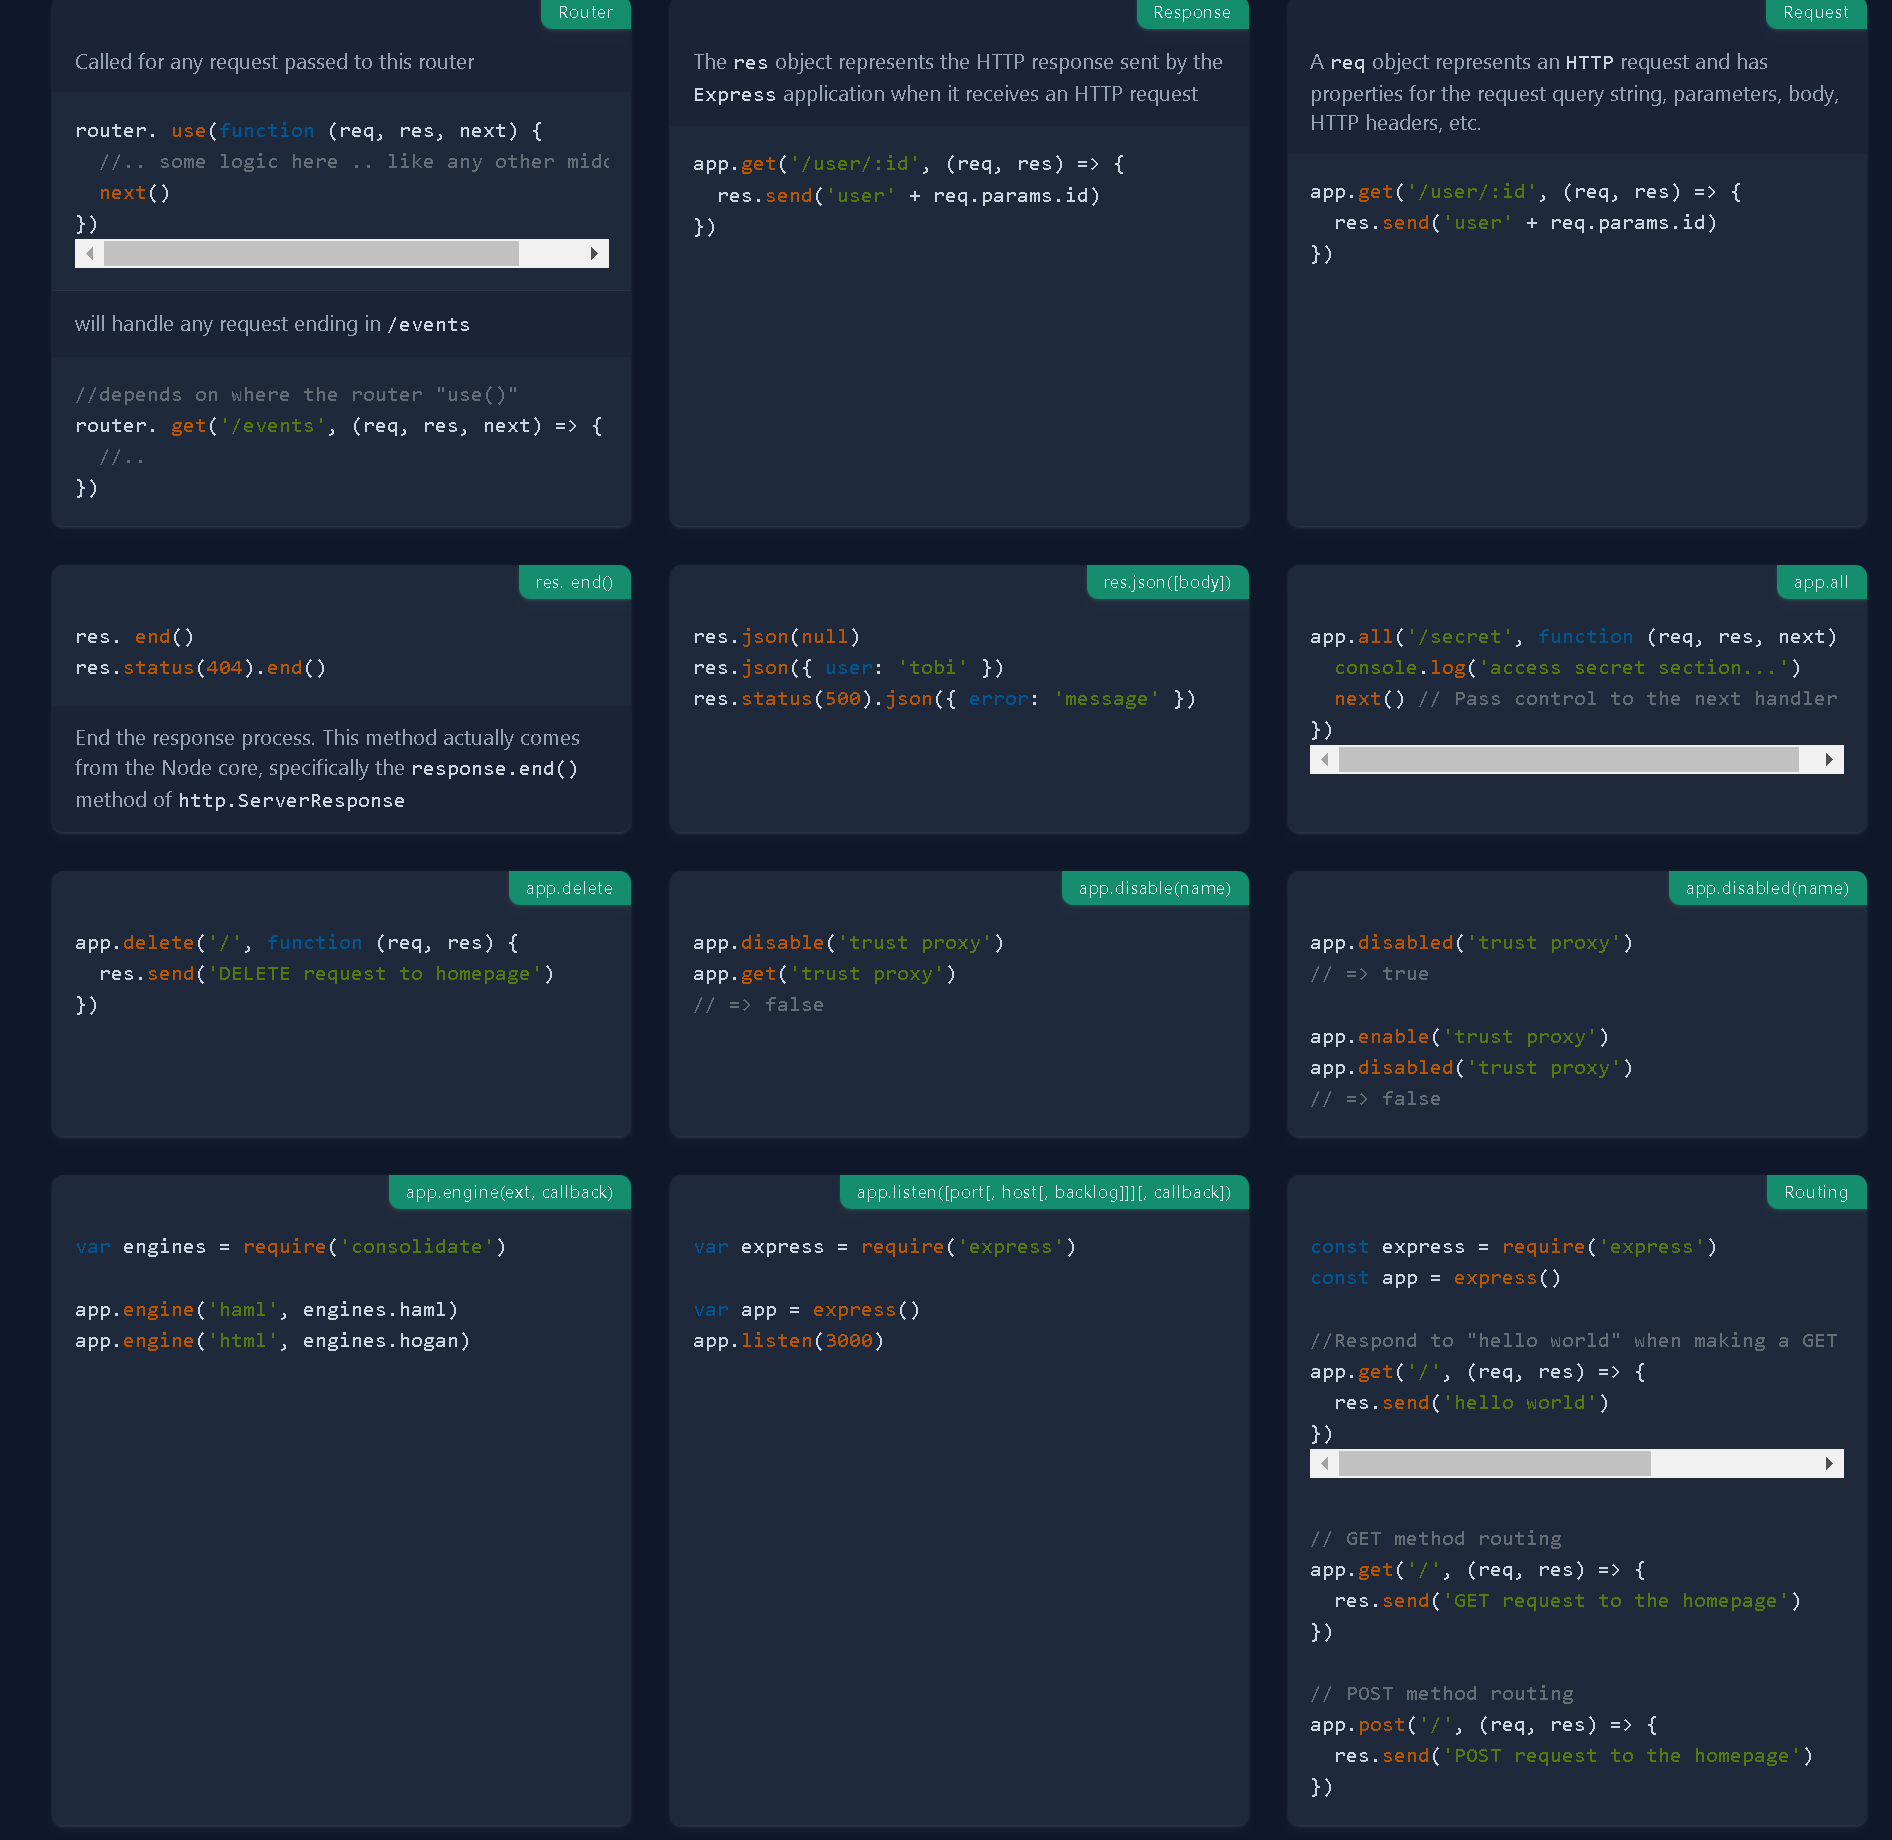 Router
Called for any request passed to this router
router. use(function (req, res, next) {
  //.. some logic here .. like any other
  next()
})
will handle any request ending in /events
//depends on where the router "use()"
router. get('/events', (req, res, next) => {
  //..
})
Response
The res object represents the HTTP response sent by the
Express application when it receives an HTTP request
app.get('/user/:id', (req, res) => {
  res.send('user' + req.params.id)
})
Request
A req object represents an HTTP request and has
properties for the request query string, parameters, body,
HTTP headers, etc.
app.get('/user/:id', (req, res) => {
  res.send('user' + req.params.id)
})
res. end()
res. end()
res.status(404).end()
End the response process. This method actually comes
from the Node core, specifically the response.end()
method of http.ServerResponse
res.json([body])
res.json(null)
res.json({ user: 'tobi' })
res.status(500).json({ error: 'message' })
app.all
app.all('/secret', function (req, res, next)
  console.log('access secret section...')
  next() // Pass control to the next handler
})
app.delete
app.delete('/', function (req, res) {
  res.send('DELETE request to homepage')
})
app.disable(name)
app.disable('trust proxy')
app.get('trust proxy')
// => false
app.disabled(name)
app.disabled('trust proxy')
// => true
app.enable('trust proxy')
app.disabled('trust proxy')
// => false
app.engine(ext, callback)
var engines = require('consolidate')
app.engine('haml', engines.haml)
app.engine('html', engines.hogan)
app.listen([port[, host[, backlog]]][, callback])
var express = require('express')
var app = express()
app.listen(3000)
Routing
const express = require('express')
const app = express()
//Respond to "hello world" when making a GET
app.get('/', (req, res) => {
  res.send('hello world')
})
// GET method routing
app.get('/', (req, res) => {
  res.send('GET request to the homepage')
})
// POST method routing
app.post('/', (req, res) => {
  res.send('POST request to the homepage')
})